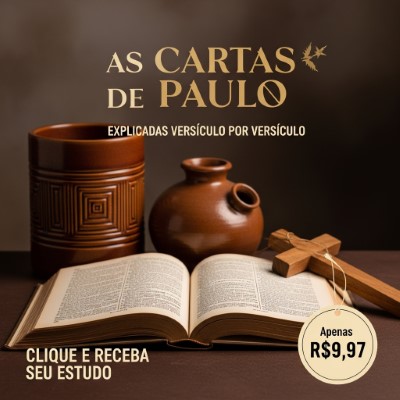 AS CARTAS
DE PAULO
EXPLICADAS VERSÍCULO POR VERSÍCULO
CLIQUE E RECEBA
SEU ESTUDO
Apenas
R$9,97